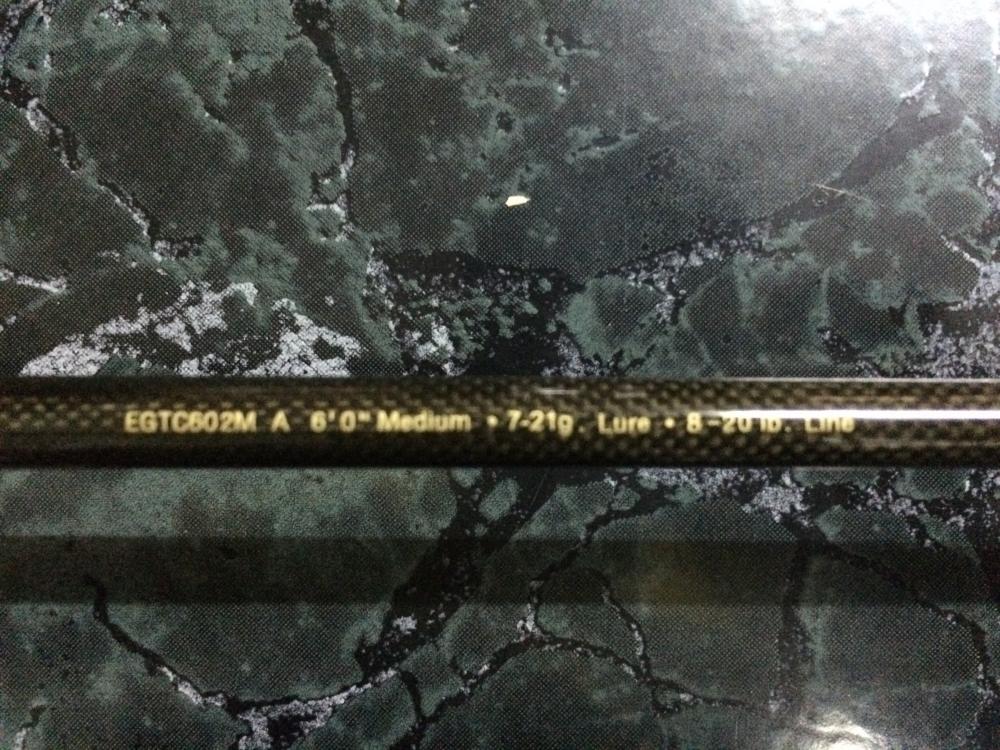 EGTC602M A 6'0" Medium • 7-21g. Lure • 8-20 lb. Line